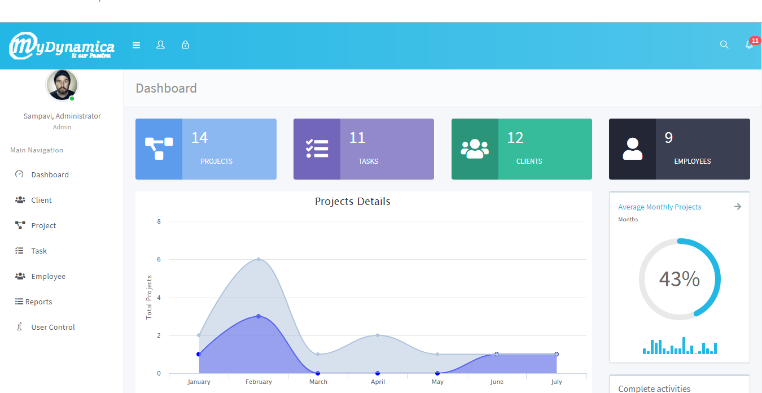 MyDynamica
is our Passion
11
Sampavi, Administrator
Admin
Main Navigation
Dashboard
Client
Project
Task
Employee
Reports
User Control
Dashboard
14
PROJECTS
11
TASKS
12
CLIENTS
9
EMPLOYEES
Projects Details
Total Projects
8
6
4
2
0
January
February
March
April
May
June
July
Average Monthly Projects
Months
43%
Complete activities